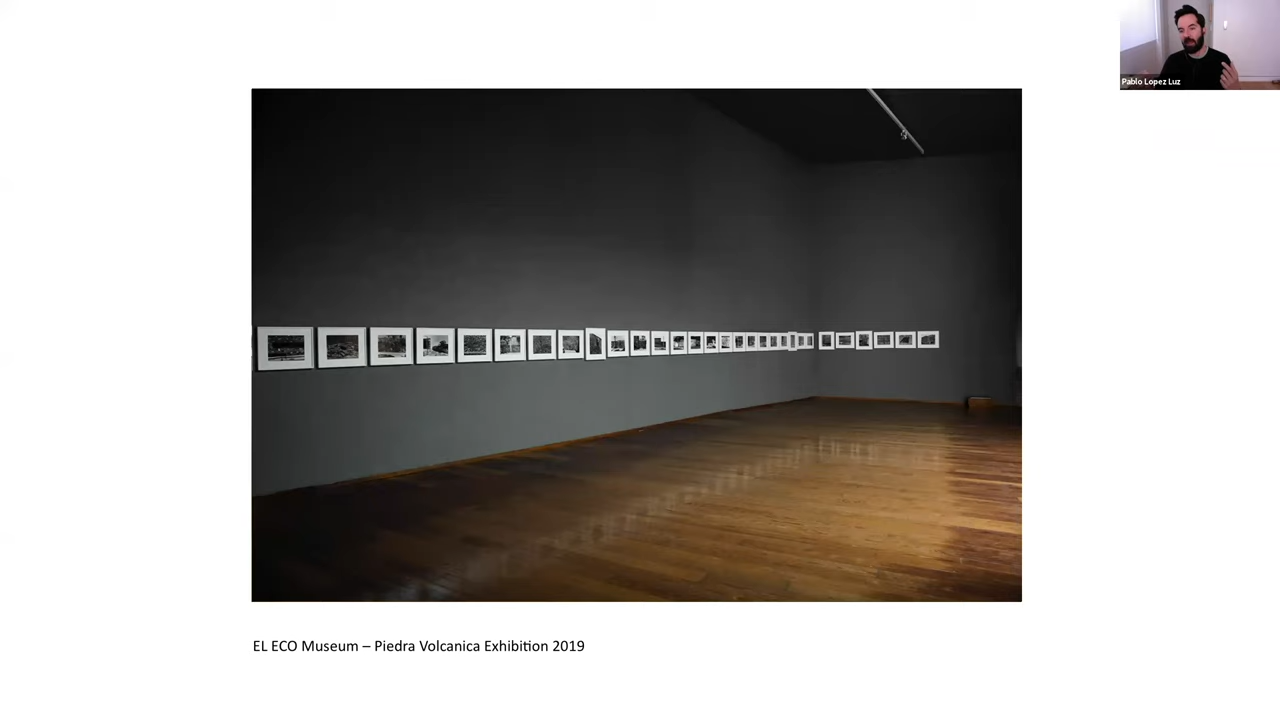 Pablo Lopez Luz
EL ECO Museum – Piedra Volcanica Exhibition 2019